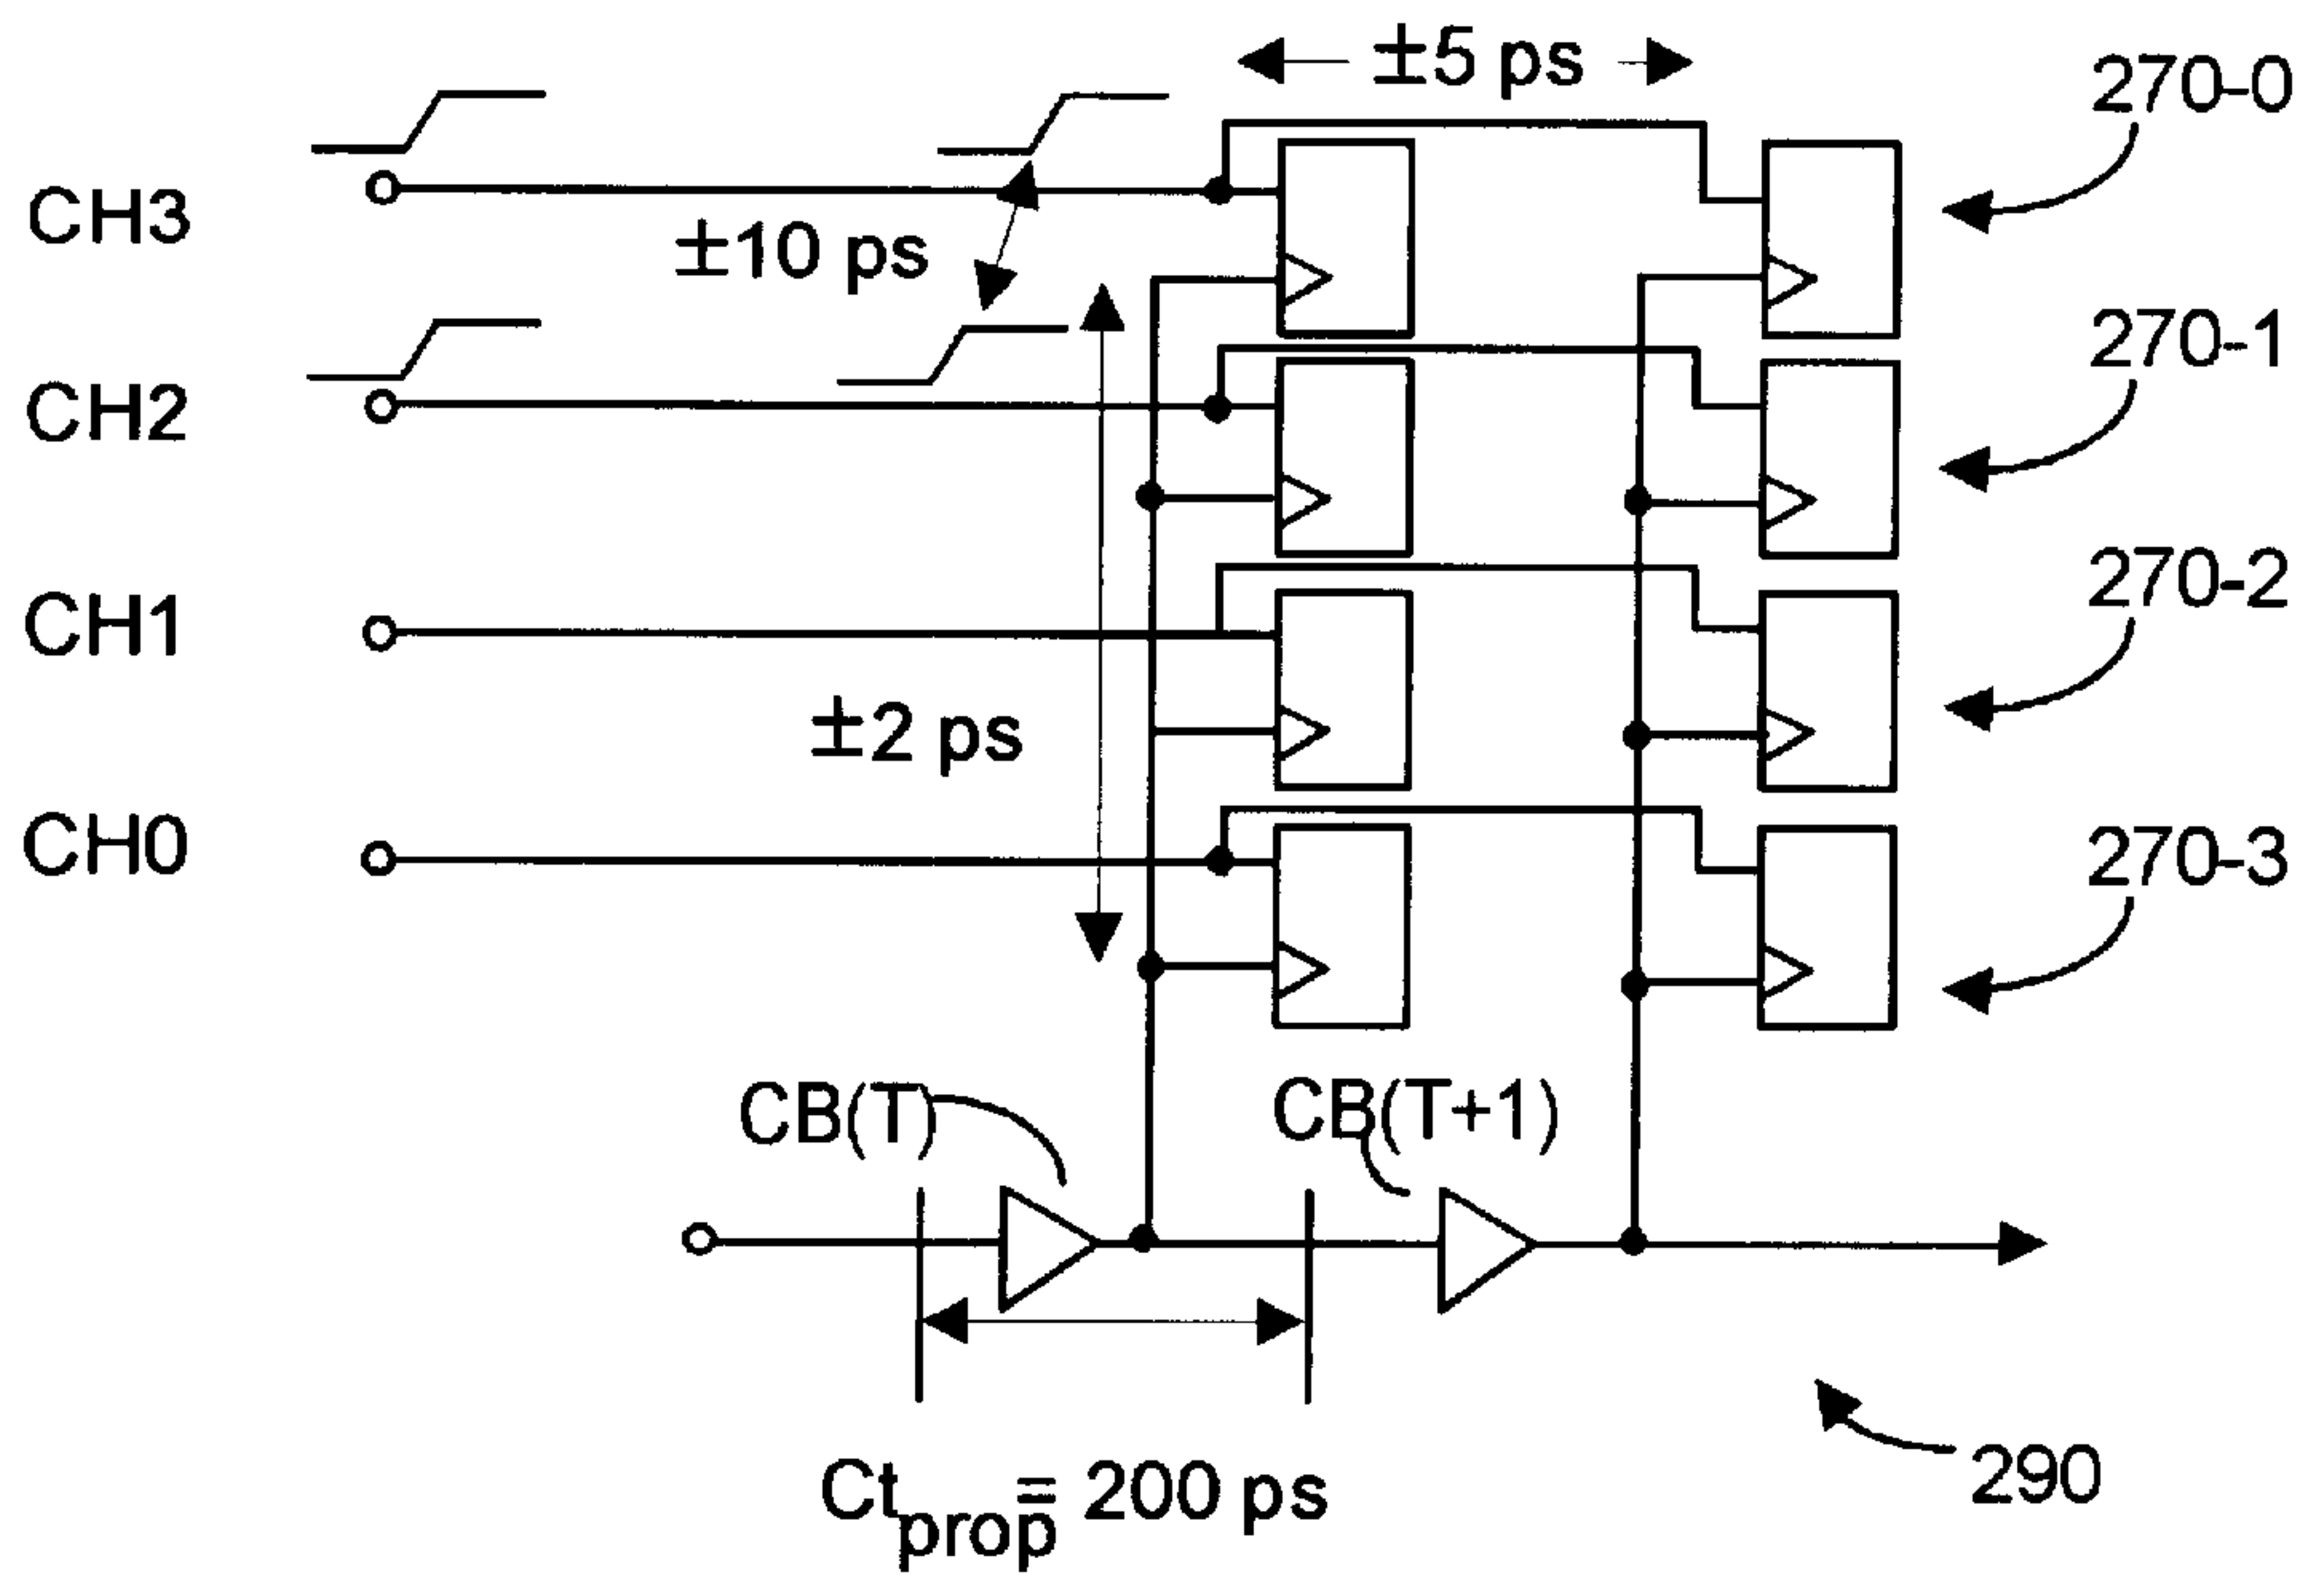 ±5 ps
270-0
CH3
±10 ps
270-1
CH2
270-2
CH1
±2 ps
270-3
CH0
CB(T)
CB(T+1)
Ctprop= 200 ps
290